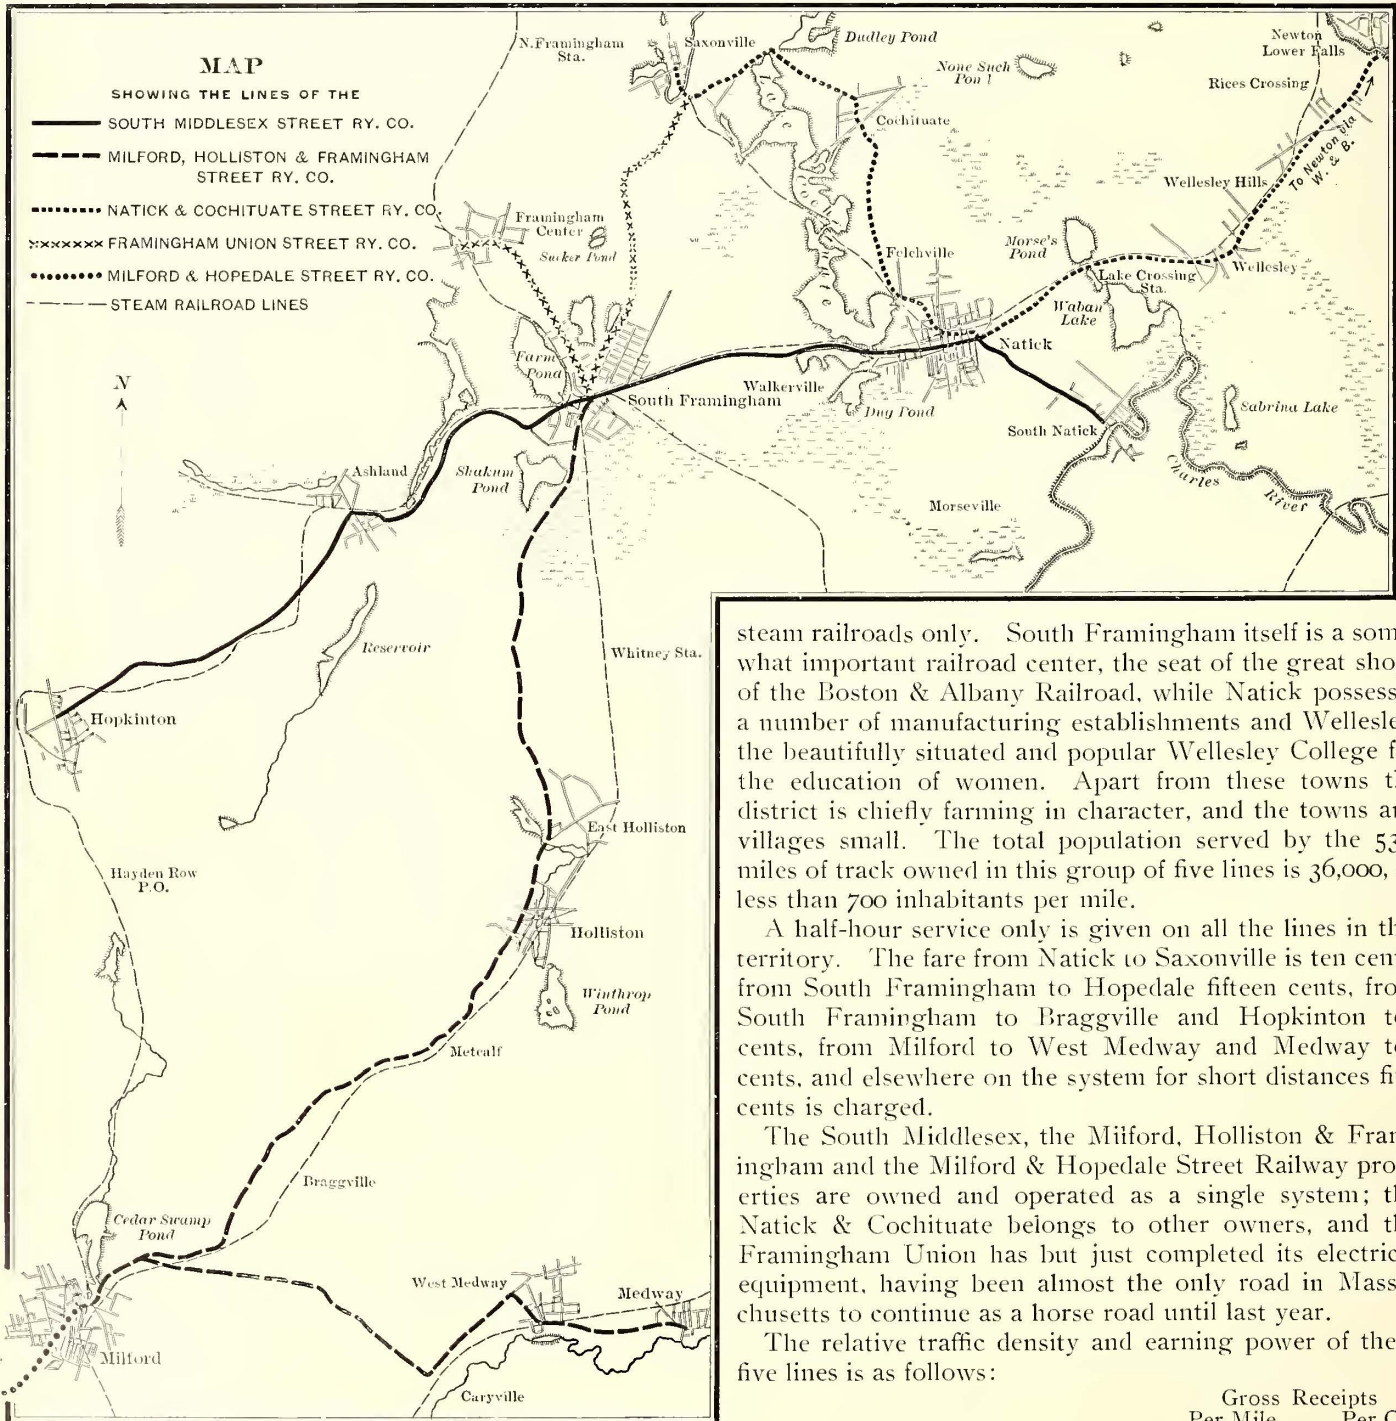 MAP
SHOWING THE LINES OF THE
SOUTH MIDDLESEX STREET RY. CO.
MILFORD, HOLLISTON & FRAMINGHAM
STREET RY. CO.
NATICK & COCHITUATE STREET RY. CO.
FRAMINGHAM UNION STREET RY. CO.
MILFORD & HOPEDALE STREET RY. CO.
STEAM RAILROAD LINES
N
N. Framingham
Sta.
Saxonville
Dudley Pond
None Such
Pon l
Newton
Lower Falls
Rices Crossing
Cochituate
To Newton via
W. & B.
Wellesley Hills
Framingham
Center
Sucker Pond
Felchville
Morse's
Pond
Lake Crossing
Sta.
Wellesley
Waban
Lake
Lake
Farm
Pond
Natick
Walkerville
South Framingham
Dug Pond
South Natick
Sabrina Lake
Ashland
Shakum
Pond
Charles
River
Morseville
Reservoir
Whitney Sta.
Hopkinton
East Holliston
Hayden Row
P.O.
Holliston
Winthrop
Pond
Metcalf
Braggville
Cedar Swamp
Pond
West Medway
Medway
Milford
Caryville
steam railroads only. South Framingham itself is a som
what important railroad center, the seat of the great sho
of the Boston & Albany Railroad, while Natick possess
a number of manufacturing establishments and Wellesle
the beautifully situated and popular Wellesley College f
the education of women. Apart from these towns t
district is chiefly farming in character, and the towns a
villages small. The total population served by the 53
miles of track owned in this group of five lines is 36,000,
less than 700 inhabitants per mile.
A half-hour service only is given on all the lines in th
territory. The fare from Natick to Saxonville is ten cen
from South Framingham to Hopedale fifteen cents, fro
South Framingham to Braggville and Hopkinton t
cents, from Milford to West Medway and Medway t
cents, and elsewhere on the system for short distances fi
cents is charged.
The South Middlesex, the Milford, Holliston & Fra
ingham and the Milford & Hopedale Street Railway pro
erties are owned and operated as a single system; t
Natick & Cochituate belongs to other owners, and t
Framingham Union has but just completed its electric
equipment, having been almost the only road in Mass
chusetts to continue as a horse road until last year.
The relative traffic density and earning power of the
five lines is as follows:
Gross Receipts
Per Mile Per C